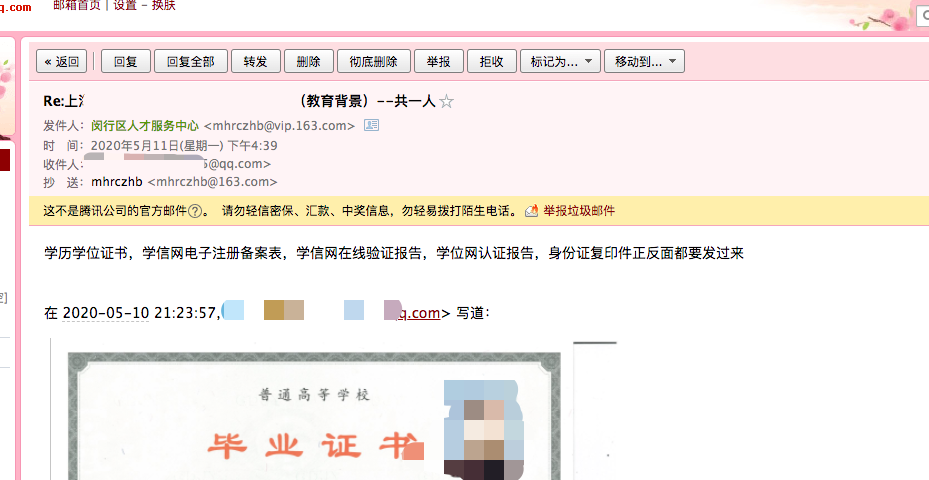 q.com 邮箱首页 | 设置 - 换肤
« 返回 回复 回复全部 转发 删除 彻底删除 举报 拒收 标记为... 移动到...
Re:上 （教育背景）--共一人
发件人：闵行区人才服务中心 <mhrczhb@vip.163.com>
时 间：2020年5月11日(星期一) 下午4:39
收件人： @qq.com>
抄 送：mhrczhb <mhrczhb@163.com>
这不是腾讯公司的官方邮件?。 请勿轻信密保、汇款、中奖信息，勿轻易拨打陌生电话。 举报垃圾邮件
学历学位证书，学信网电子注册备案表，学信网在线验证报告，学位网认证报告，身份证复印件正反面都要发过来
在 2020-05-10 21:23:57, q.com> 写道：
普通高等学校
毕业证书